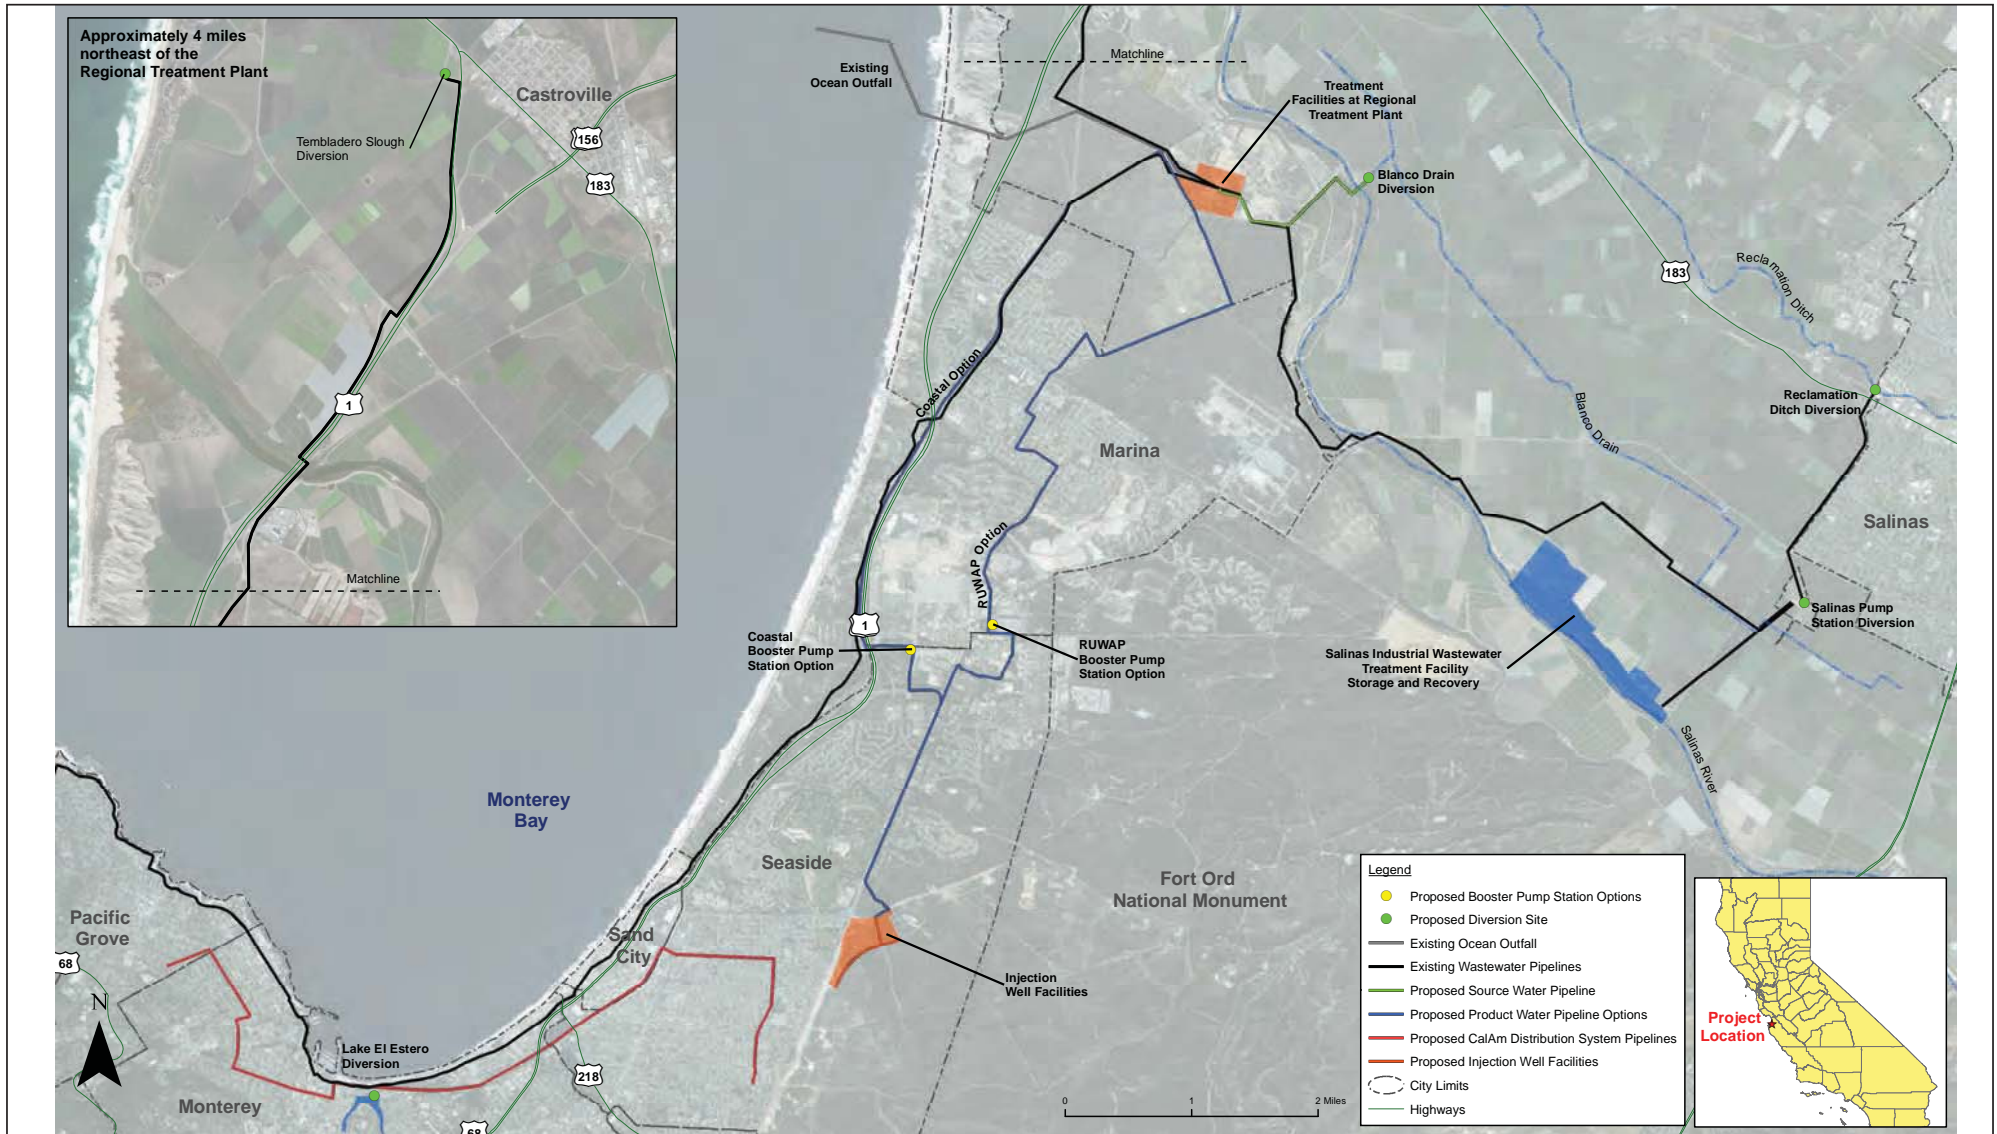 Approximately 4 miles
northeast of the
Regional Treatment Plant
Castroville
156
183
Tembladero Slough
Diversion
1
Matchline
Existing
Ocean Outfall
Matchline
Treatment
Facilities at Regional
Treatment Plant
Blanco Drain
Diversion
183
Reclamation Ditch
Reclamation
Ditch Diversion
Coastal Option
Marina
Blanco Drain
Salinas
RUWAP Option
1
Coastal
Booster Pump
Station Option
RUWAP
Booster Pump
Station Option
Salinas Industrial Wastewater
Treatment Facility
Storage and Recovery
Salinas Pump
Station Diversion
Salinas River
Monterey
Bay
Seaside
Fort Ord
National Monument
Pacific
Grove
68
Sand
City
Injection
Well Facilities
N
Lake El Estero
Diversion
218
Monterey
68
0
1
2 Miles
Legend
Proposed Booster Pump Station Options
Proposed Diversion Site
Existing Ocean Outfall
Existing Wastewater Pipelines
Proposed Source Water Pipeline
Proposed Product Water Pipeline Options
Proposed CalAm Distribution System Pipelines
Proposed Injection Well Facilities
City Limits
Highways
Project
Location